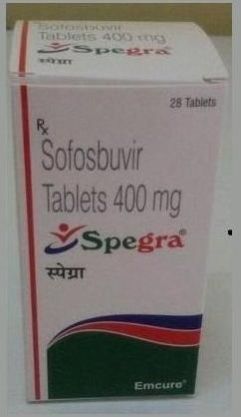 Sofosbuvir
Tablets 400 mg
Spegra
स्पेग्रा
28 Tablets
Rx
Sofosbuvir
Tablets 400 mg
Spegra®
स्पेग्रा
Emcure®